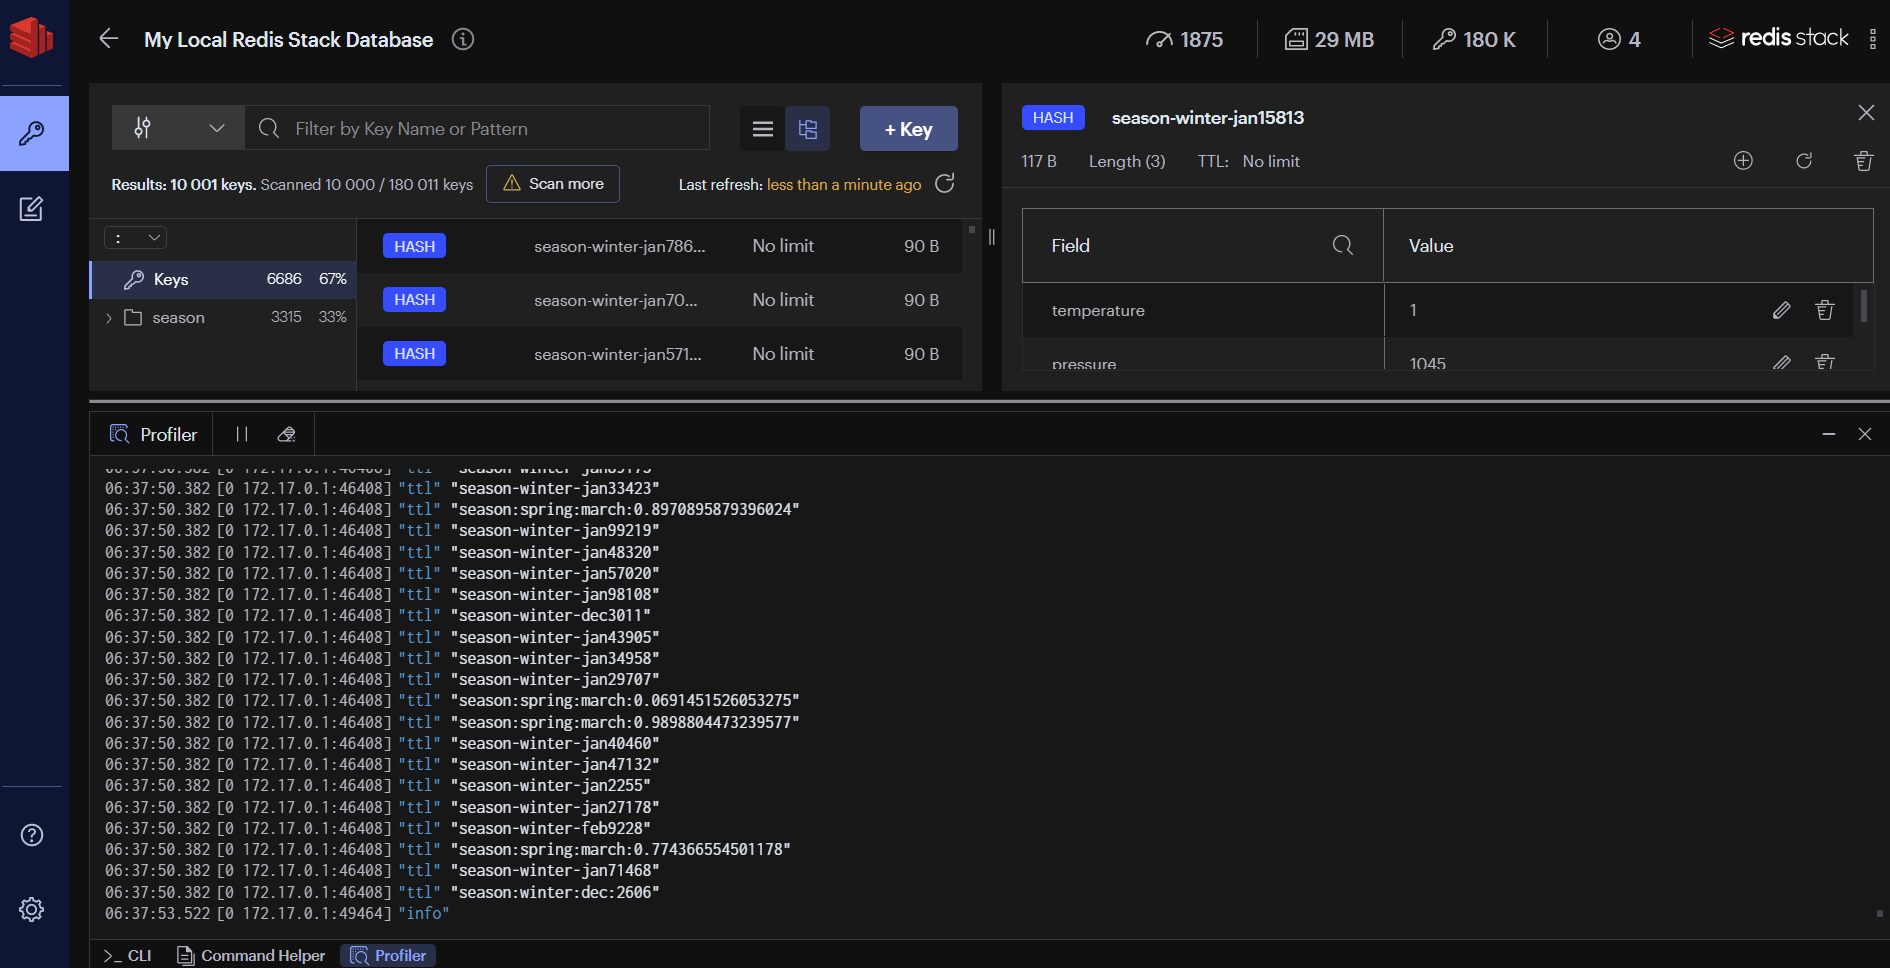 My Local Redis Stack Database
1875
29 MB
180 K
4
redis stack
Filter by Key Name or Pattern
+ Key
Results: 10 001 keys. Scanned 10 000 / 180 011 keys
Scan more
Last refresh: less than a minute ago
:
Keys 6686 67%
season 3315 33%
HASH season-winter-jan786... No limit 90 B
HASH season-winter-jan70... No limit 90 B
HASH season-winter-jan571... No limit 90 B
HASH season-winter-jan15813
117 B Length (3) TTL: No limit
Field Value
temperature 1
pressure 1045
Profiler
06:37:50.382 [0 172.17.0.1:46408] "ttl" "season-winter-jan89173"
06:37:50.382 [0 172.17.0.1:46408] "ttl" "season-winter-jan33423"
06:37:50.382 [0 172.17.0.1:46408] "ttl" "season:spring:march:0.8970895879396024"
06:37:50.382 [0 172.17.0.1:46408] "ttl" "season-winter-jan99219"
06:37:50.382 [0 172.17.0.1:46408] "ttl" "season-winter-jan48320"
06:37:50.382 [0 172.17.0.1:46408] "ttl" "season-winter-jan57020"
06:37:50.382 [0 172.17.0.1:46408] "ttl" "season-winter-jan98108"
06:37:50.382 [0 172.17.0.1:46408] "ttl" "season-winter-dec3011"
06:37:50.382 [0 172.17.0.1:46408] "ttl" "season-winter-jan43905"
06:37:50.382 [0 172.17.0.1:46408] "ttl" "season-winter-jan34958"
06:37:50.382 [0 172.17.0.1:46408] "ttl" "season-winter-jan29707"
06:37:50.382 [0 172.17.0.1:46408] "ttl" "season:spring:march:0.0691451526053275"
06:37:50.382 [0 172.17.0.1:46408] "ttl" "season:spring:march:0.9898804473239577"
06:37:50.382 [0 172.17.0.1:46408] "ttl" "season-winter-jan40460"
06:37:50.382 [0 172.17.0.1:46408] "ttl" "season-winter-jan47132"
06:37:50.382 [0 172.17.0.1:46408] "ttl" "season-winter-jan2255"
06:37:50.382 [0 172.17.0.1:46408] "ttl" "season-winter-jan27178"
06:37:50.382 [0 172.17.0.1:46408] "ttl" "season-winter-feb9228"
06:37:50.382 [0 172.17.0.1:46408] "ttl" "season:spring:march:0.774366554501178"
06:37:50.382 [0 172.17.0.1:46408] "ttl" "season-winter-jan71468"
06:37:50.382 [0 172.17.0.1:46408] "ttl" "season:winter:dec:2606"
06:37:53.522 [0 172.17.0.1:49464] "info"
>_ CLI Command Helper Profiler